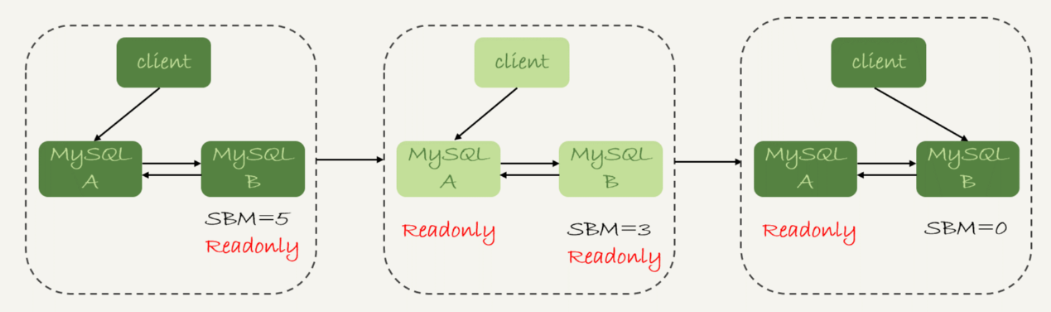 client
MySQL
A
MySQL
B
SBM=5
Readonly
client
MySQL
A
MySQL
B
Readonly
SBM=3
Readonly
client
MySQL
A
MySQL
B
Readonly
SBM=0